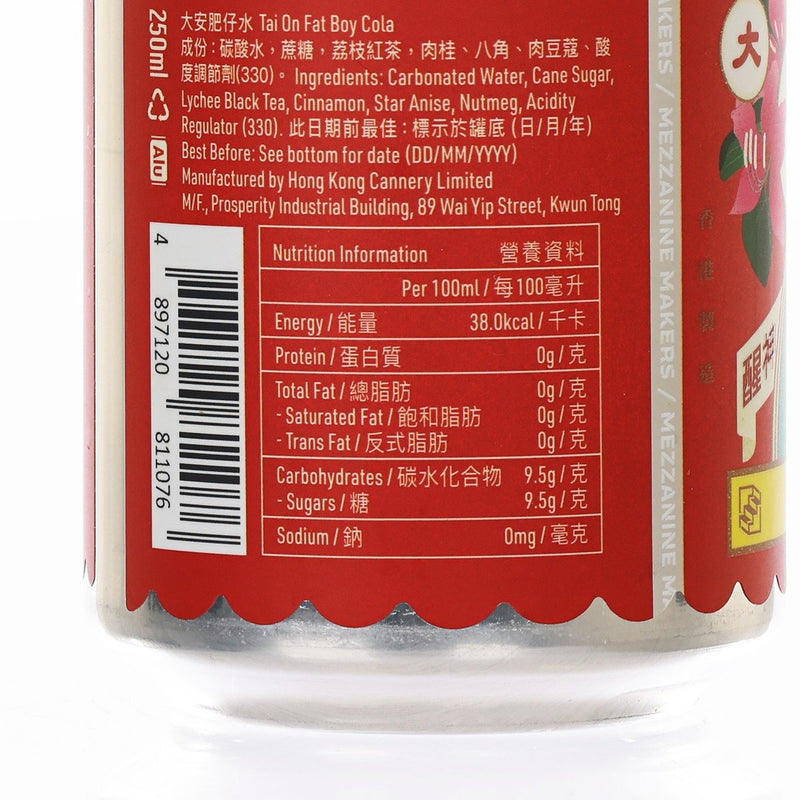 250ml
Alu
大安肥仔水 Tai On Fat Boy Cola
成份：碳酸水，蔗糖，荔枝紅茶，肉桂、八角、肉豆蔻、酸
度調節劑(330)。 Ingredients: Carbonated Water, Cane Sugar,
Lychee Black Tea, Cinnamon, Star Anise, Nutmeg, Acidity
Regulator (330). 此日期前最佳：標示於罐底 (日/月/年)
Best Before: See bottom for date (DD/MM/YYYY)
Manufactured by Hong Kong Cannery Limited
M/F., Prosperity Industrial Building, 89 Wai Yip Street, Kwun Tong
4 897120 811076
Nutrition Information 營養資料
Per 100ml / 每100毫升
Energy / 能量 38.0kcal / 千卡
Protein / 蛋白質 0g / 克
Total Fat / 總脂肪 0g / 克
- Saturated Fat / 飽和脂肪 0g / 克
- Trans Fat / 反式脂肪 0g / 克
Carbohydrates / 碳水化合物 9.5g / 克
- Sugars / 糖 9.5g / 克
Sodium / 鈉 0mg / 毫克
MAKERS / MEZZANINE MAKERS / MEZZANINE M
大
香港製造
醒